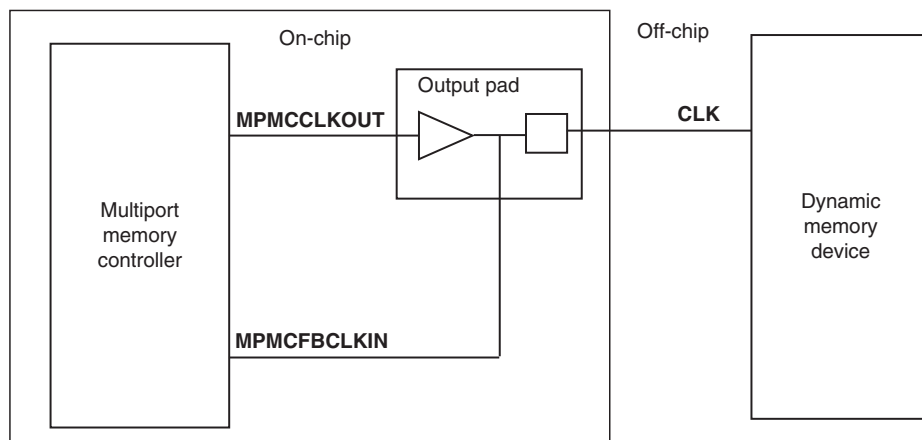 On-chip
Off-chip
Output pad
MPMCCLKOUT
CLK
Multiport
memory
controller
Dynamic
memory
device
MPMCFBCLKIN